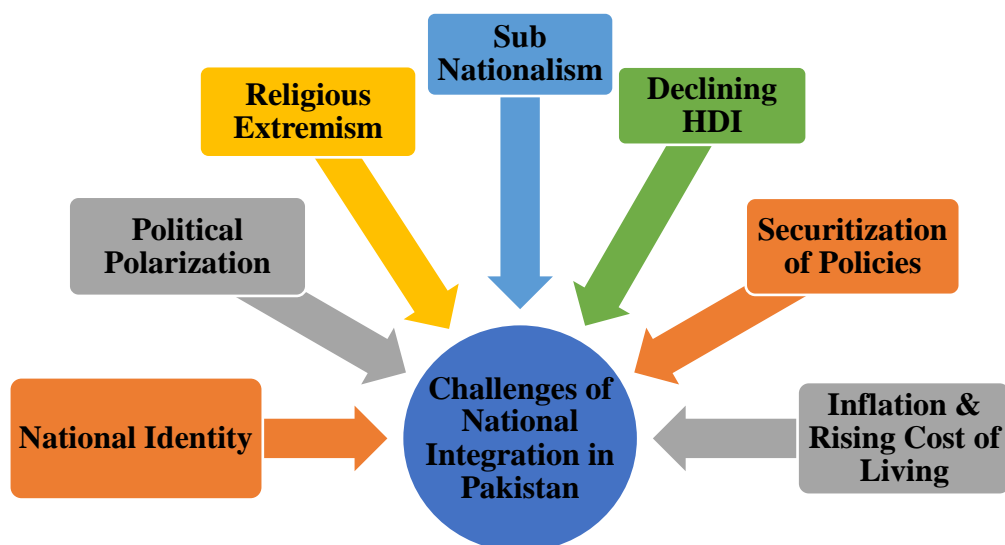 Sub
Nationalism
Religious
Extremism
Declining
HDI
Political
Polarization
Securitization
of Policies
National Identity
Challenges of
National
Integration in
Pakistan
Inflation &
Rising Cost of
Living